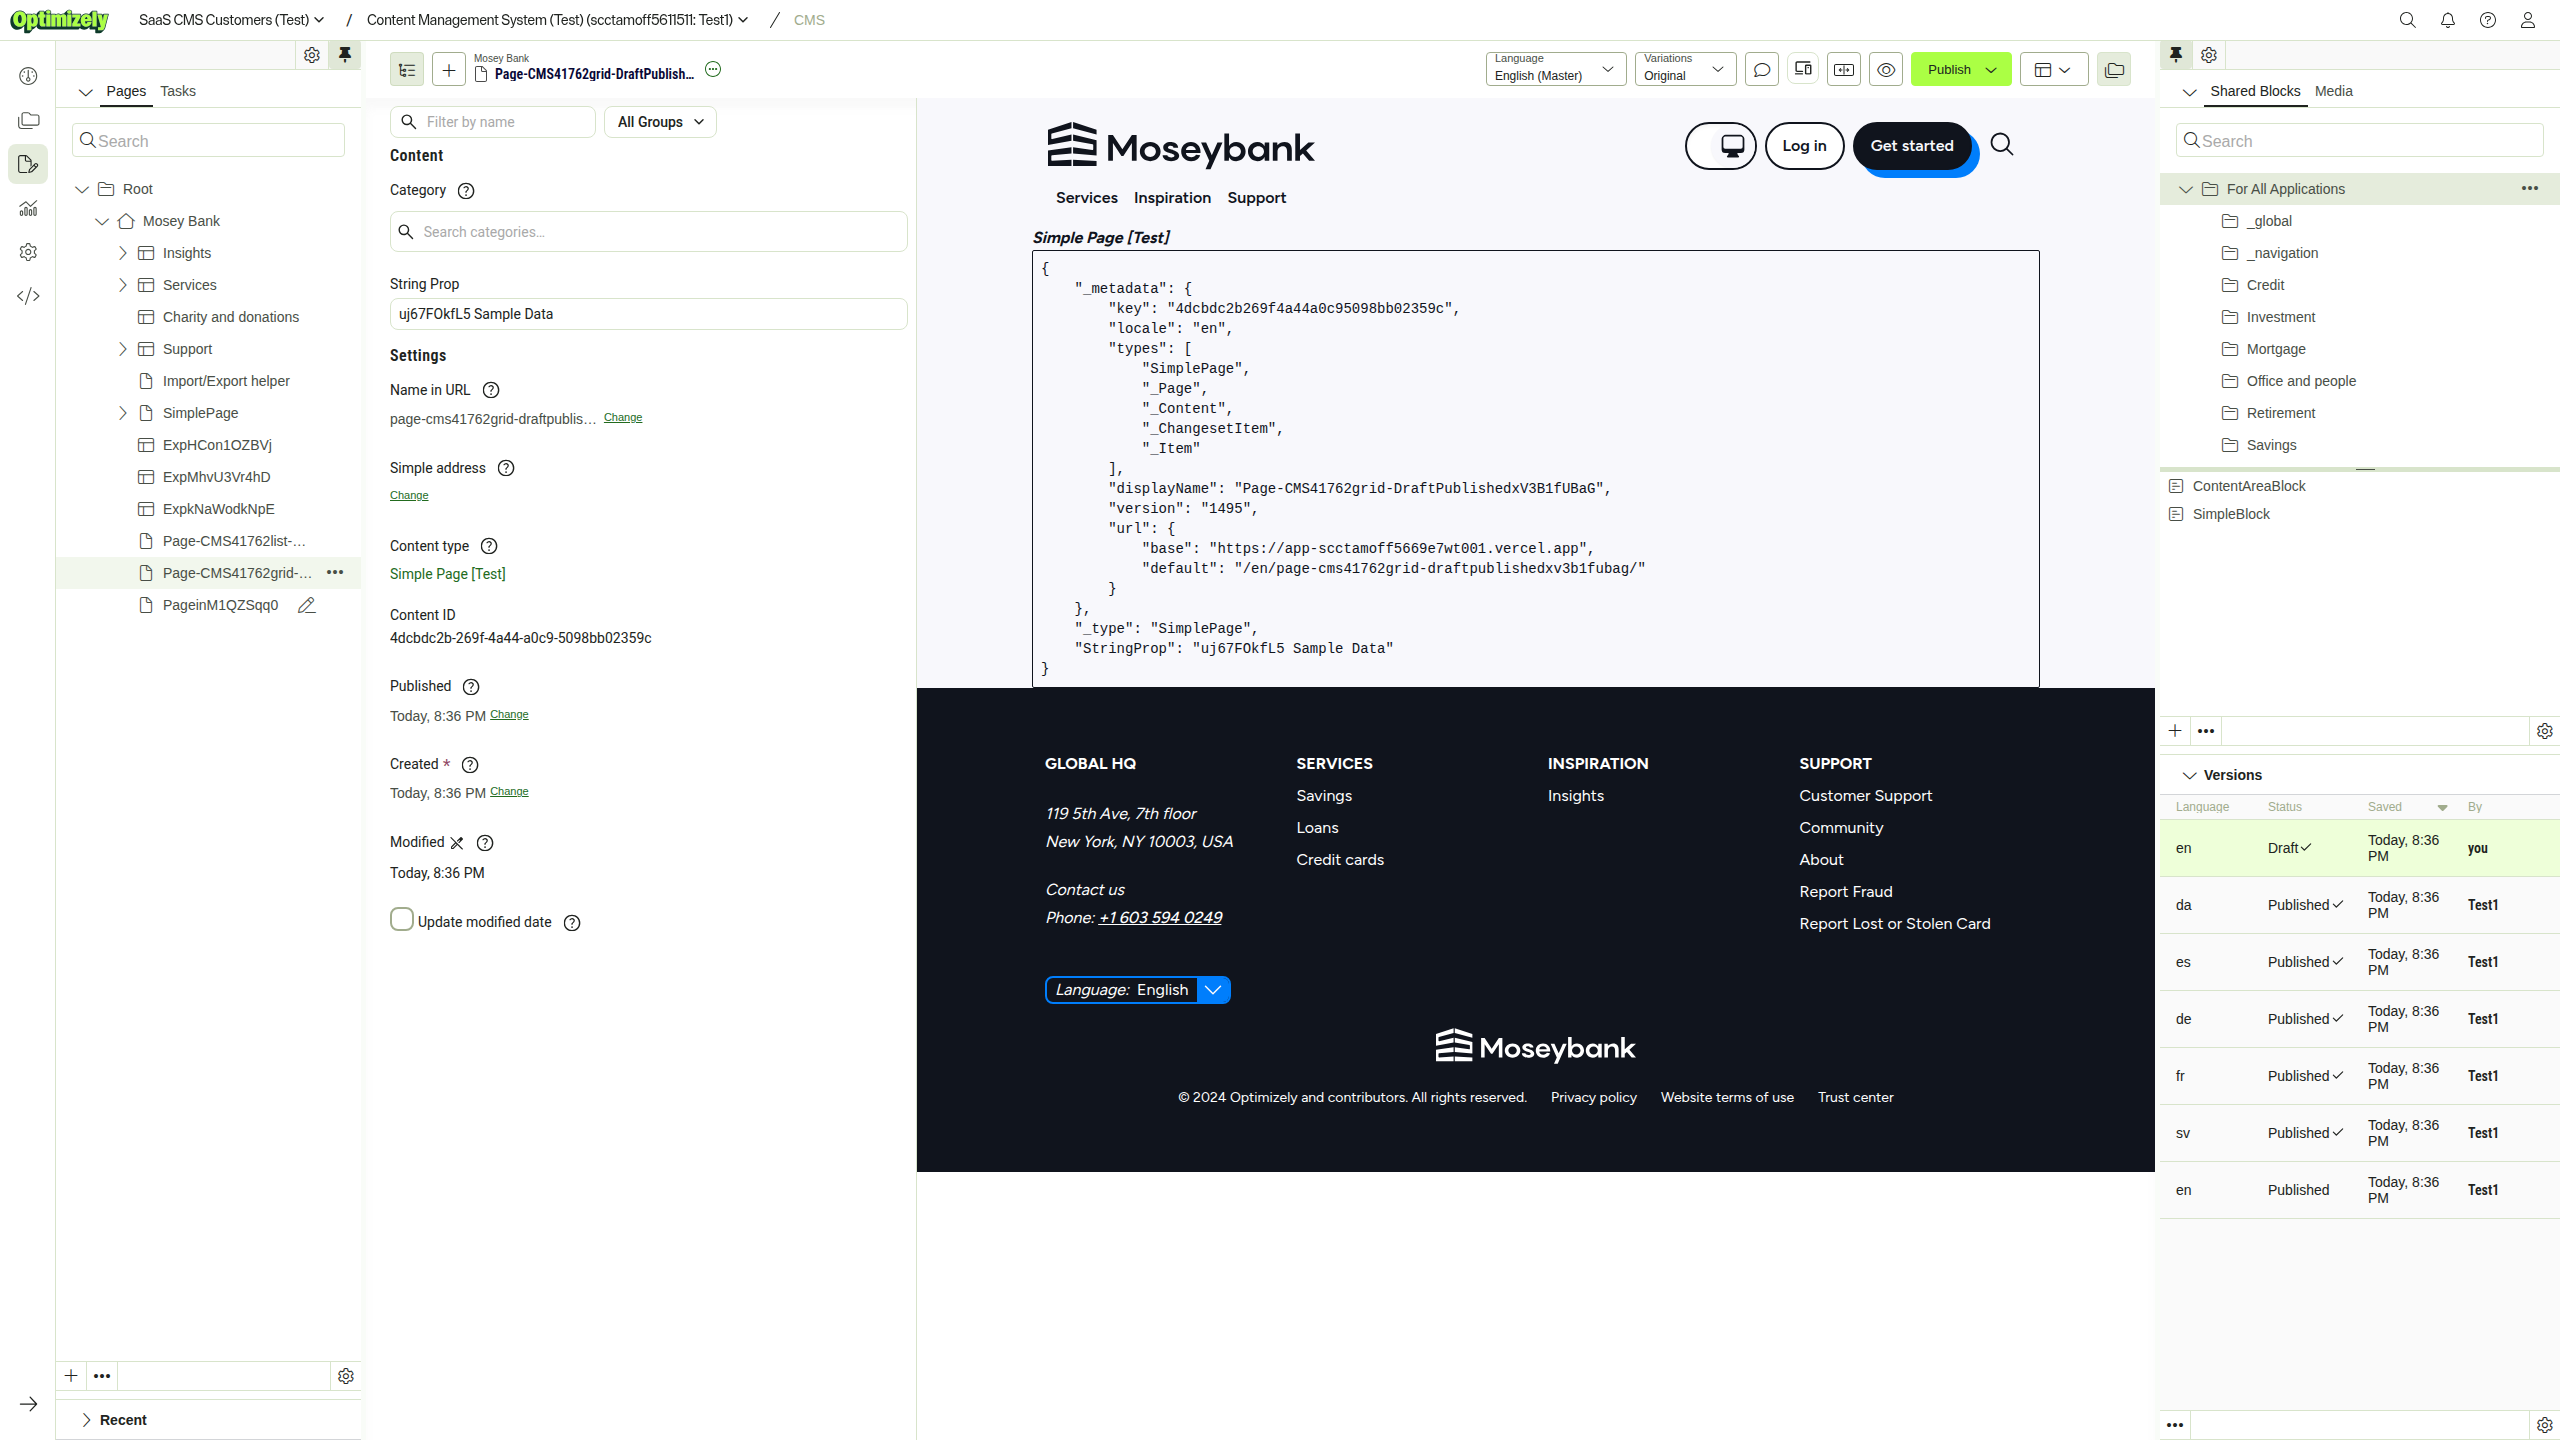 Optimizely
SaaS CMS Customers (Test) / Content Management System (Test) (scctamoff5611511: Test1) / CMS
Pages Tasks
Search
Root
Mosey Bank
Insights
Services
Charity and donations
Support
Import/Export helper
SimplePage
ExpHCon1OZBVj
ExpMhvU3Vr4hD
ExpkNaWodkNpE
Page-CMS41762list-...
Page-CMS41762grid-...
PageinM1QZSqq0
Recent
Mosey Bank
Page-CMS41762grid-DraftPublish...
Language
English (Master)
Variations
Original
Publish
Filter by name
All Groups
Content
Category
Search categories...
String Prop
uj67FOkfL5 Sample Data
Settings
Name in URL
page-cms41762grid-draftpublis... Change
Simple address
Change
Content type
Simple Page [Test]
Content ID
4dcbdc2b-269f-4a44-a0c9-5098bb02359c
Published
Today, 8:36 PM Change
Created *
Today, 8:36 PM Change
Modified
Today, 8:36 PM
Update modified date
Moseybank
Log in
Get started
Services Inspiration Support
Simple Page [Test]
{
"_metadata": {
"key": "4dcbdc2b269f4a44a0c95098bb02359c",
"locale": "en",
"types": [
"SimplePage",
"_Page",
"_Content",
"_ChangesetItem",
"_Item"
],
"displayName": "Page-CMS41762grid-DraftPublishedxV3B1fUBaG",
"version": "1495",
"url": {
"base": "https://app-scctamoff5669e7wt001.vercel.app",
"default": "/en/page-cms41762grid-draftpublishedxv3b1fubag/"
}
},
"_type": "SimplePage",
"StringProp": "uj67FOkfL5 Sample Data"
}
GLOBAL HQ
119 5th Ave, 7th floor
New York, NY 10003, USA
Contact us
Phone: +1 603 594 0249
SERVICES
Savings
Loans
Credit cards
INSPIRATION
Insights
SUPPORT
Customer Support
Community
About
Report Fraud
Report Lost or Stolen Card
Language: English
Moseybank
© 2024 Optimizely and contributors. All rights reserved. Privacy policy Website terms of use Trust center
Shared Blocks Media
Search
For All Applications
_global
_navigation
Credit
Investment
Mortgage
Office and people
Retirement
Savings
ContentAreaBlock
SimpleBlock
Versions
Language Status Saved By
en Draft Today, 8:36 PM you
da Published Today, 8:36 PM Test1
es Published Today, 8:36 PM Test1
de Published Today, 8:36 PM Test1
fr Published Today, 8:36 PM Test1
sv Published Today, 8:36 PM Test1
en Published Today, 8:36 PM Test1